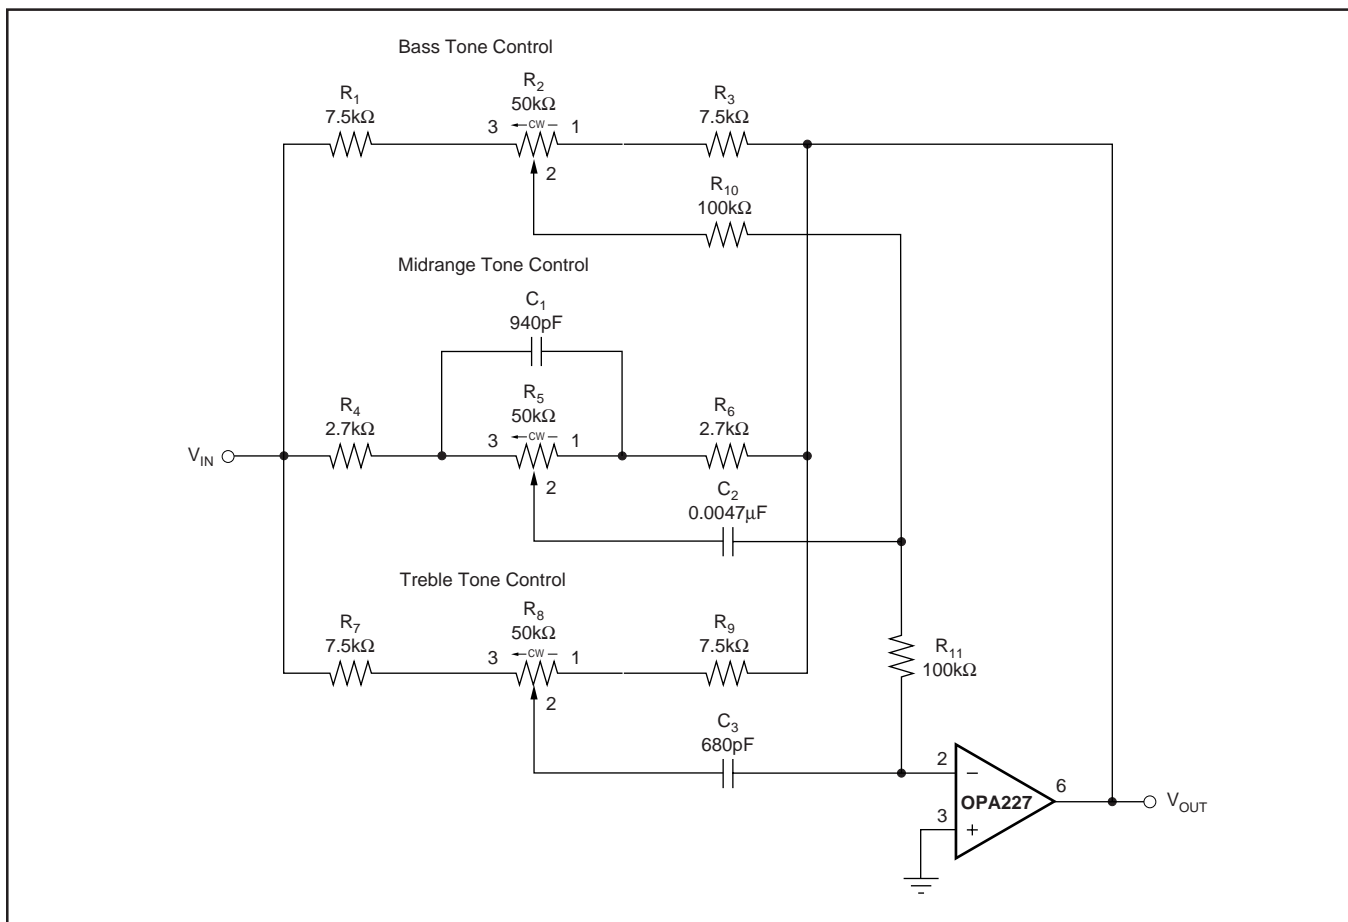 Bass Tone Control
R1
7.5kΩ
R2
50kΩ
3 CW 1
2
R3
7.5kΩ
R10
100kΩ
Midrange Tone Control
C1
940pF
R4
2.7kΩ
R5
50kΩ
3 CW 1
2
R6
2.7kΩ
VIN
C2
0.0047μF
Treble Tone Control
R7
7.5kΩ
R8
50kΩ
3 CW 1
2
R9
7.5kΩ
R11
100kΩ
C3
680pF
2
−
OPA227
6
VOUT
3
+